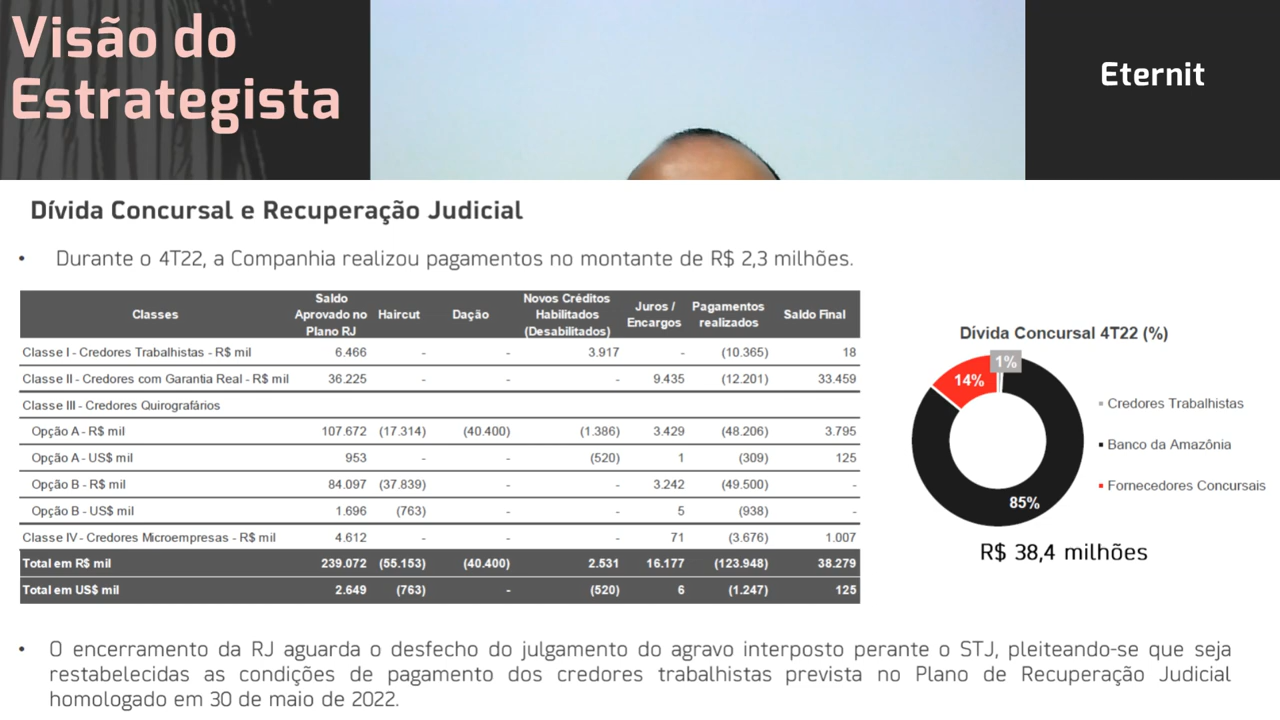 Visão do
Estrategista
Eternit
Dívida Concursal e Recuperação Judicial
• Durante o 4T22, a Companhia realizou pagamentos no montante de R$ 2,3 milhões.
Classes Saldo Aprovado no Plano RJ Haircut Dação Novos Créditos Habilitados (Desabilitados) Juros / Encargos Pagamentos realizados Saldo Final
Classe I - Credores Trabalhistas - R$ mil 6.466 - - 3.917 - (10.365) 18
Classe II - Credores com Garantia Real - R$ mil 36.225 - - - 9.435 (12.201) 33.459
Classe III - Credores Quirografários
Opção A - R$ mil 107.672 (17.314) (40.400) (1.386) 3.429 (48.206) 3.795
Opção A - US$ mil 953 - - (520) 1 (309) 125
Opção B - R$ mil 84.097 (37.839) - - 3.242 (49.500) -
Opção B - US$ mil 1.696 (763) - - 5 (938) -
Classe IV - Credores Microempresas - R$ mil 4.612 - - - 71 (3.676) 1.007
Total em R$ mil 239.072 (55.153) (40.400) 2.531 16.177 (123.948) 38.279
Total em US$ mil 2.649 (763) - (520) 6 (1.247) 125
Dívida Concursal 4T22 (%)
1%
14%
85%
Credores Trabalhistas
Banco da Amazônia
Fornecedores Concursais
R$ 38,4 milhões
• O encerramento da RJ aguarda o desfecho do julgamento do agravo interposto perante o STJ, pleiteando-se que seja
restabelecidas as condições de pagamento dos credores trabalhistas prevista no Plano de Recuperação Judicial
homologado em 30 de maio de 2022.